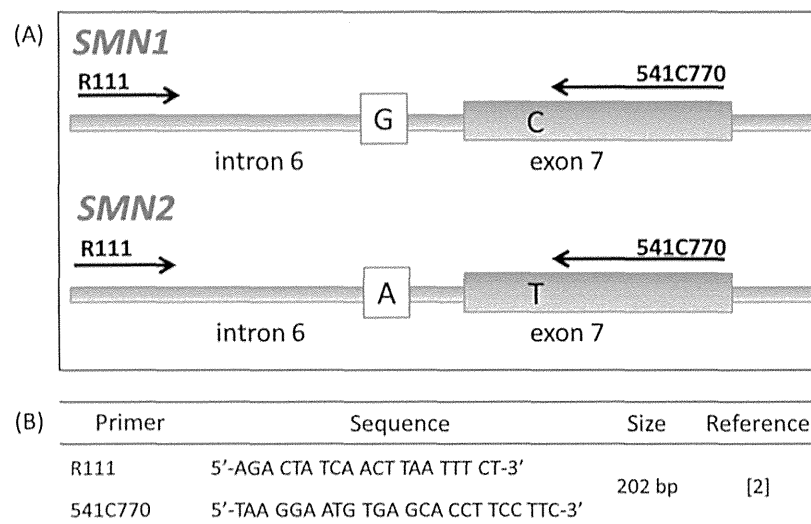 (A)
SMN1
R111
541C770
G
C
intron 6
exon 7
SMN2
R111
541C770
A
T
intron 6
exon 7
(B)
Primer Sequence Size Reference
R111 5’-AGA CTA TCA ACT TAA TTT CT-3’
202 bp [2]
541C770 5’-TAA GGA ATG TGA GCA CCT TCC TTC-3’